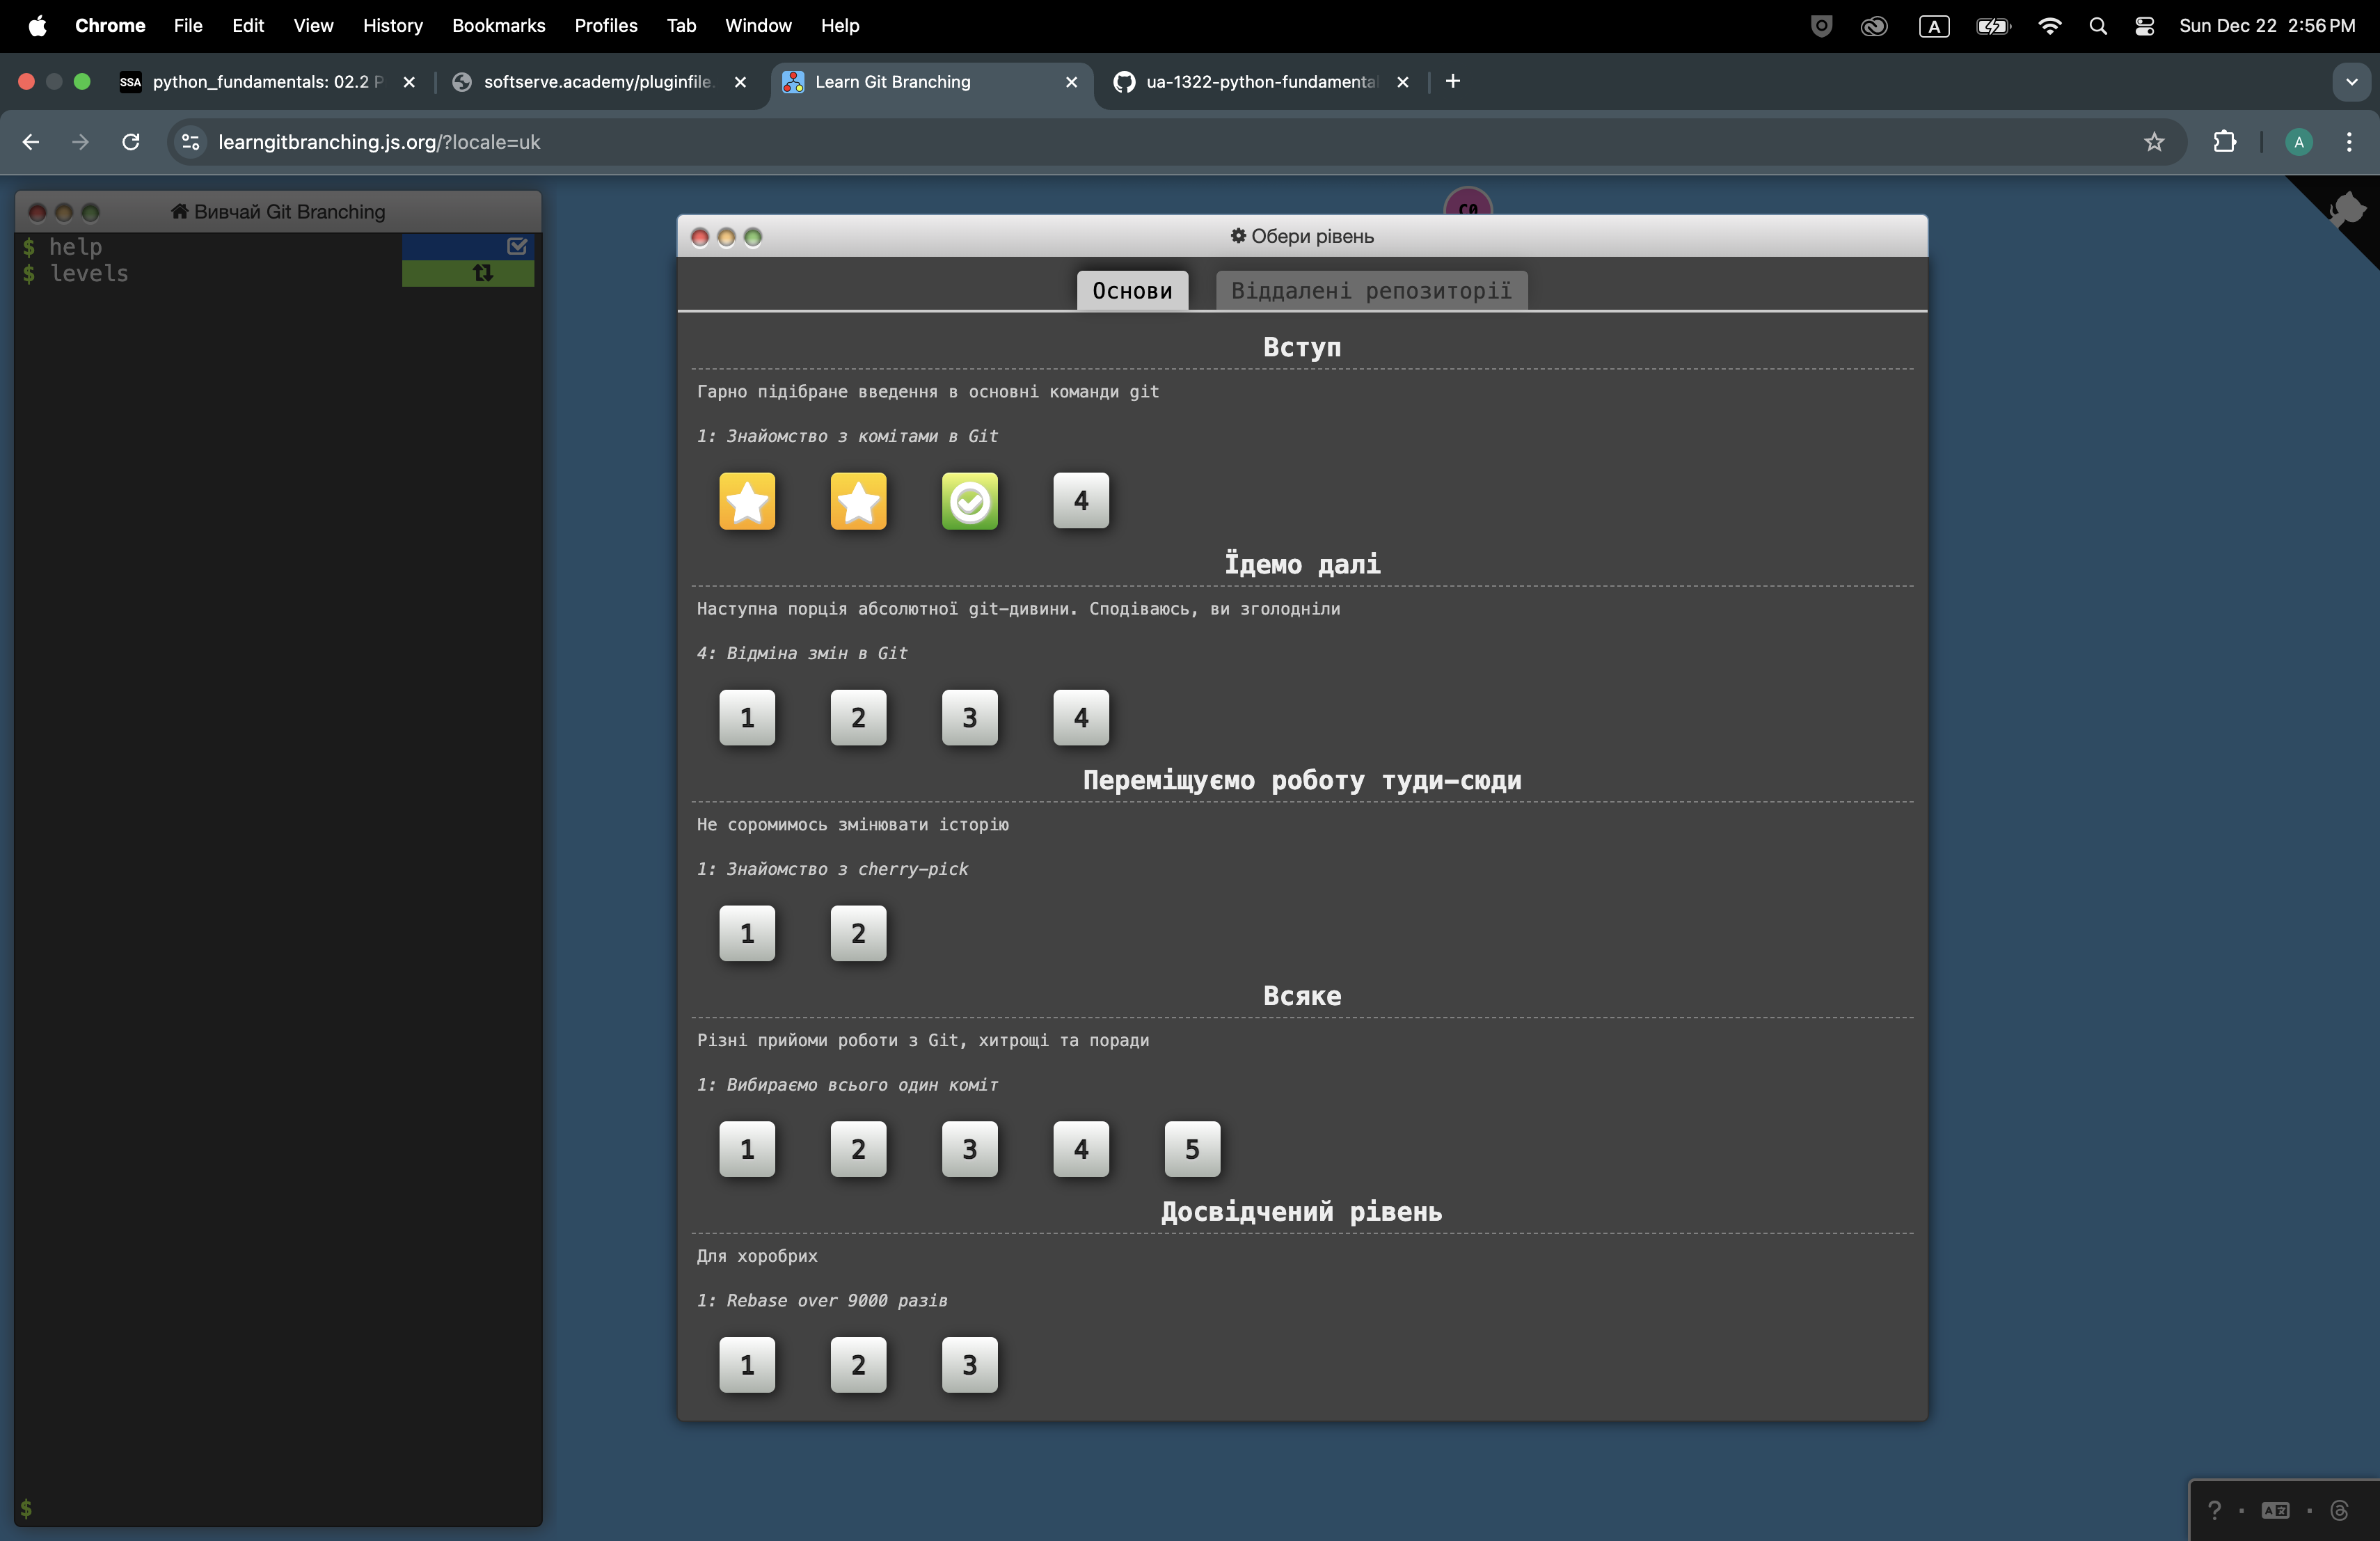 Chrome File Edit View History Bookmarks Profiles Tab Window Help A Sun Dec 22 2:56 PM
SSA python_fundamentals: 02.2 P softserve.academy/pluginfile. Learn Git Branching ua-1322-python-fundamental
learngitbranching.js.org/?locale=uk A
Вивчай Git Branching
$ help
$ levels
$
C0
Обери рівень
Основи Віддалені репозиторії
Вступ
Гарно підібране введення в основні команди git
1: Знайомство з комітами в Git
4
Їдемо далі
Наступна порція абсолютної git-дивини. Сподіваюсь, ви зголодніли
4: Відміна змін в Git
1 2 3 4
Переміщуємо роботу туди-сюди
Не соромимось змінювати історію
1: Знайомство з cherry-pick
1 2
Всяке
Різні прийоми роботи з Git, хитрощі та поради
1: Вибираємо всього один коміт
1 2 3 4 5
Досвідчений рівень
Для хоробрих
1: Rebase over 9000 разів
1 2 3
?